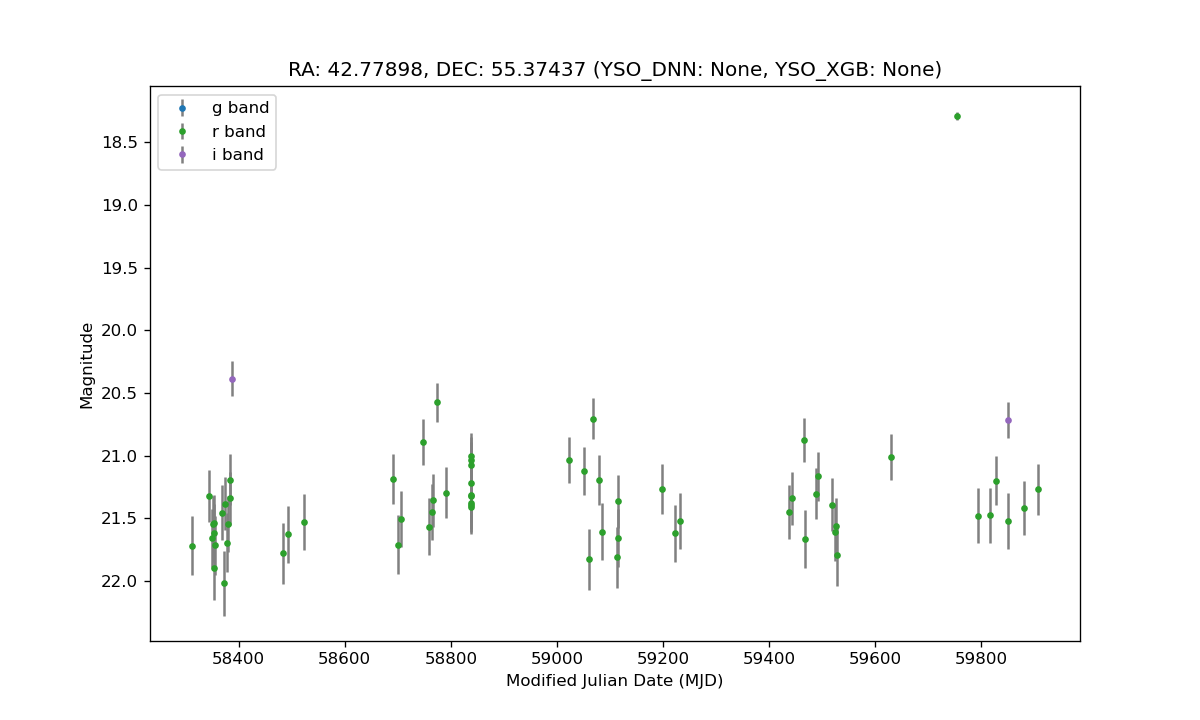 RA: 42.77898, DEC: 55.37437 (YSO_DNN: None, YSO_XGB: None)
g band
r band
i band
18.5
19.0
19.5
20.0
20.5
21.0
21.5
22.0
Magnitude
58400 58600 58800 59000 59200 59400 59600 59800
Modified Julian Date (MJD)